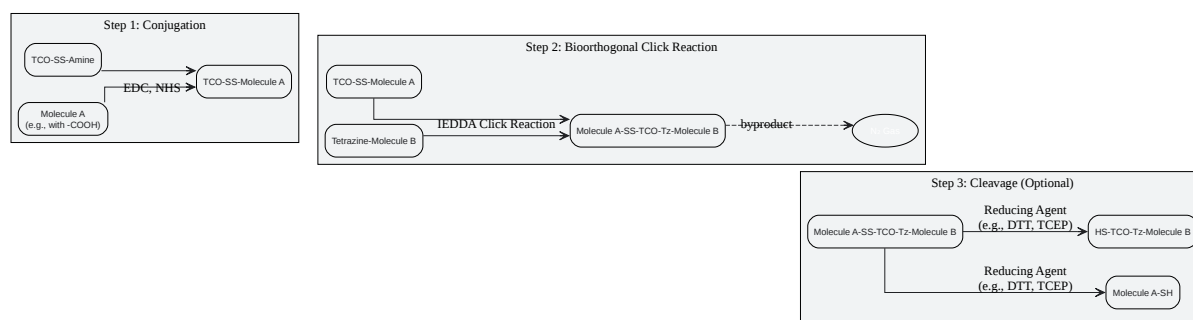 Step 1: Conjugation
TCO-SS-Amine
EDC, NHS
TCO-SS-Molecule A
Molecule A
(e.g., with -COOH)
Step 2: Bioorthogonal Click Reaction
TCO-SS-Molecule A
IEDDA Click Reaction
Tetrazine-Molecule B
Molecule A-SS-TCO-Tz-Molecule B
byproduct
Step 3: Cleavage (Optional)
Molecule A-SS-TCO-Tz-Molecule B
Reducing Agent
(e.g., DTT, TCEP)
HS-TCO-Tz-Molecule B
Reducing Agent
(e.g., DTT, TCEP)
Molecule A-SH